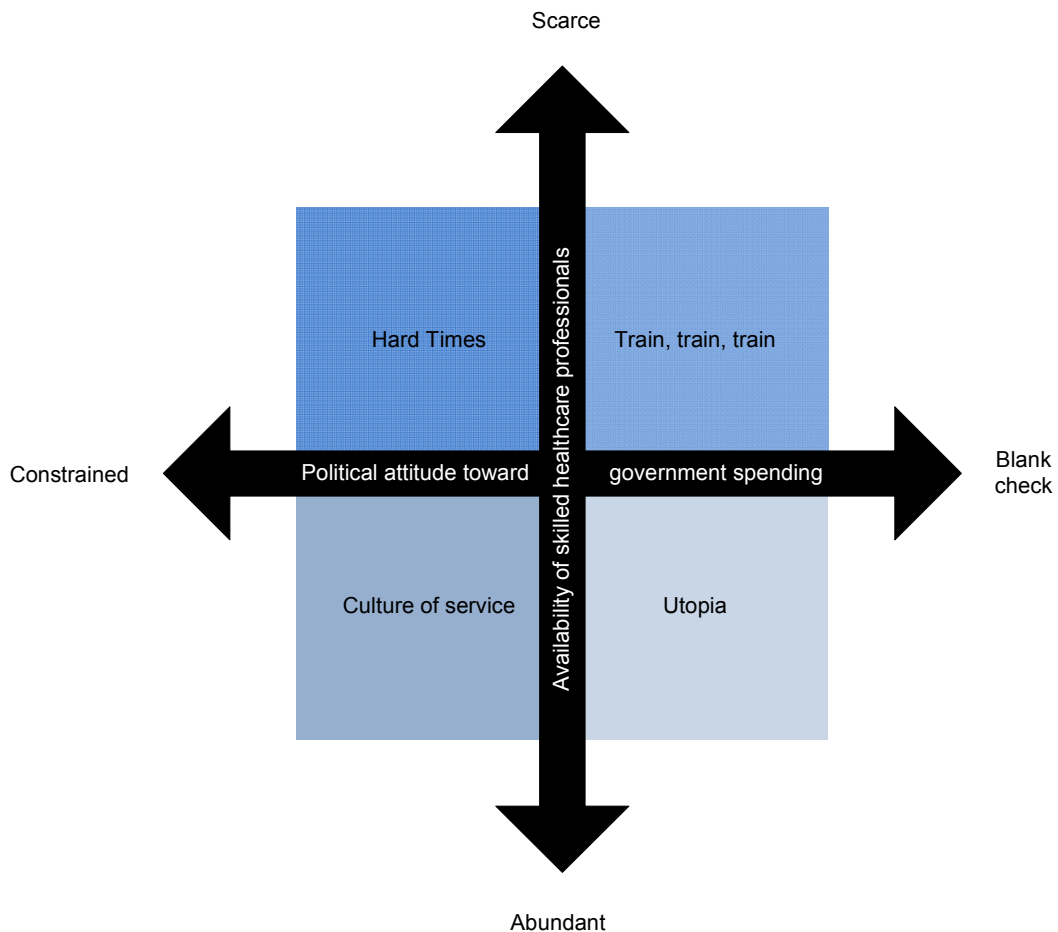 Scarce
Availability of skilled healthcare professionals
Hard Times
Train, train, train
Constrained
Political attitude toward government spending
Blank
check
Culture of service
Utopia
Abundant